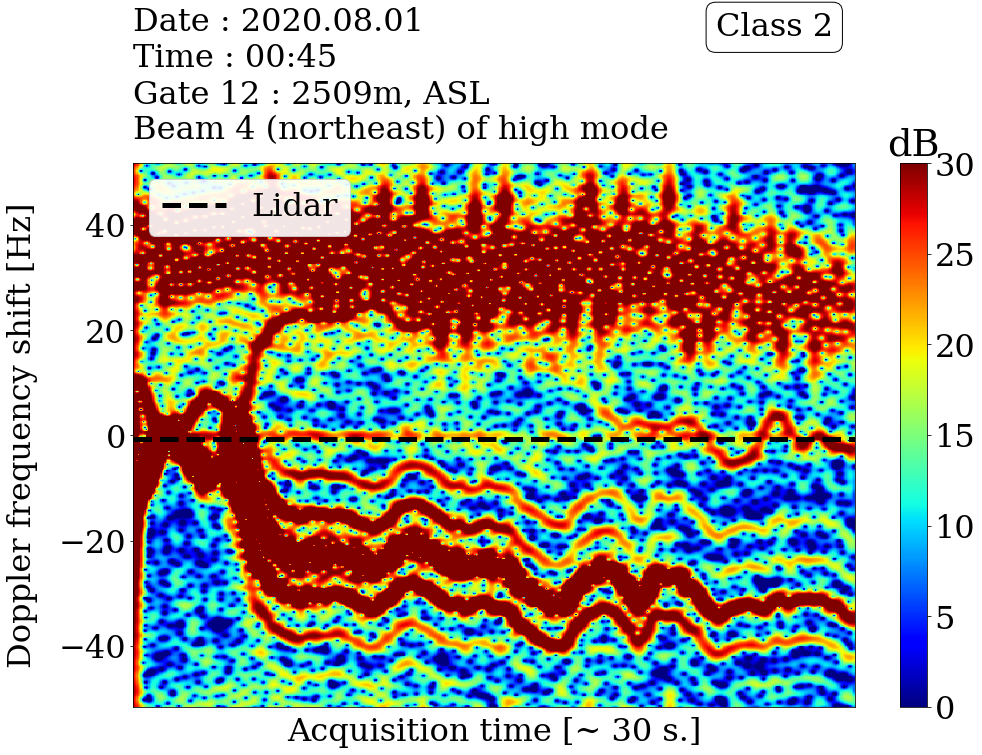 Date : 2020.08.01
Time : 00:45
Gate 12 : 2509m, ASL
Beam 4 (northeast) of high mode
Class 2
dB
Lidar
Doppler frequency shift [Hz]
40
20
0
−20
−40
Acquisition time [~ 30 s.]
30
25
20
15
10
5
0